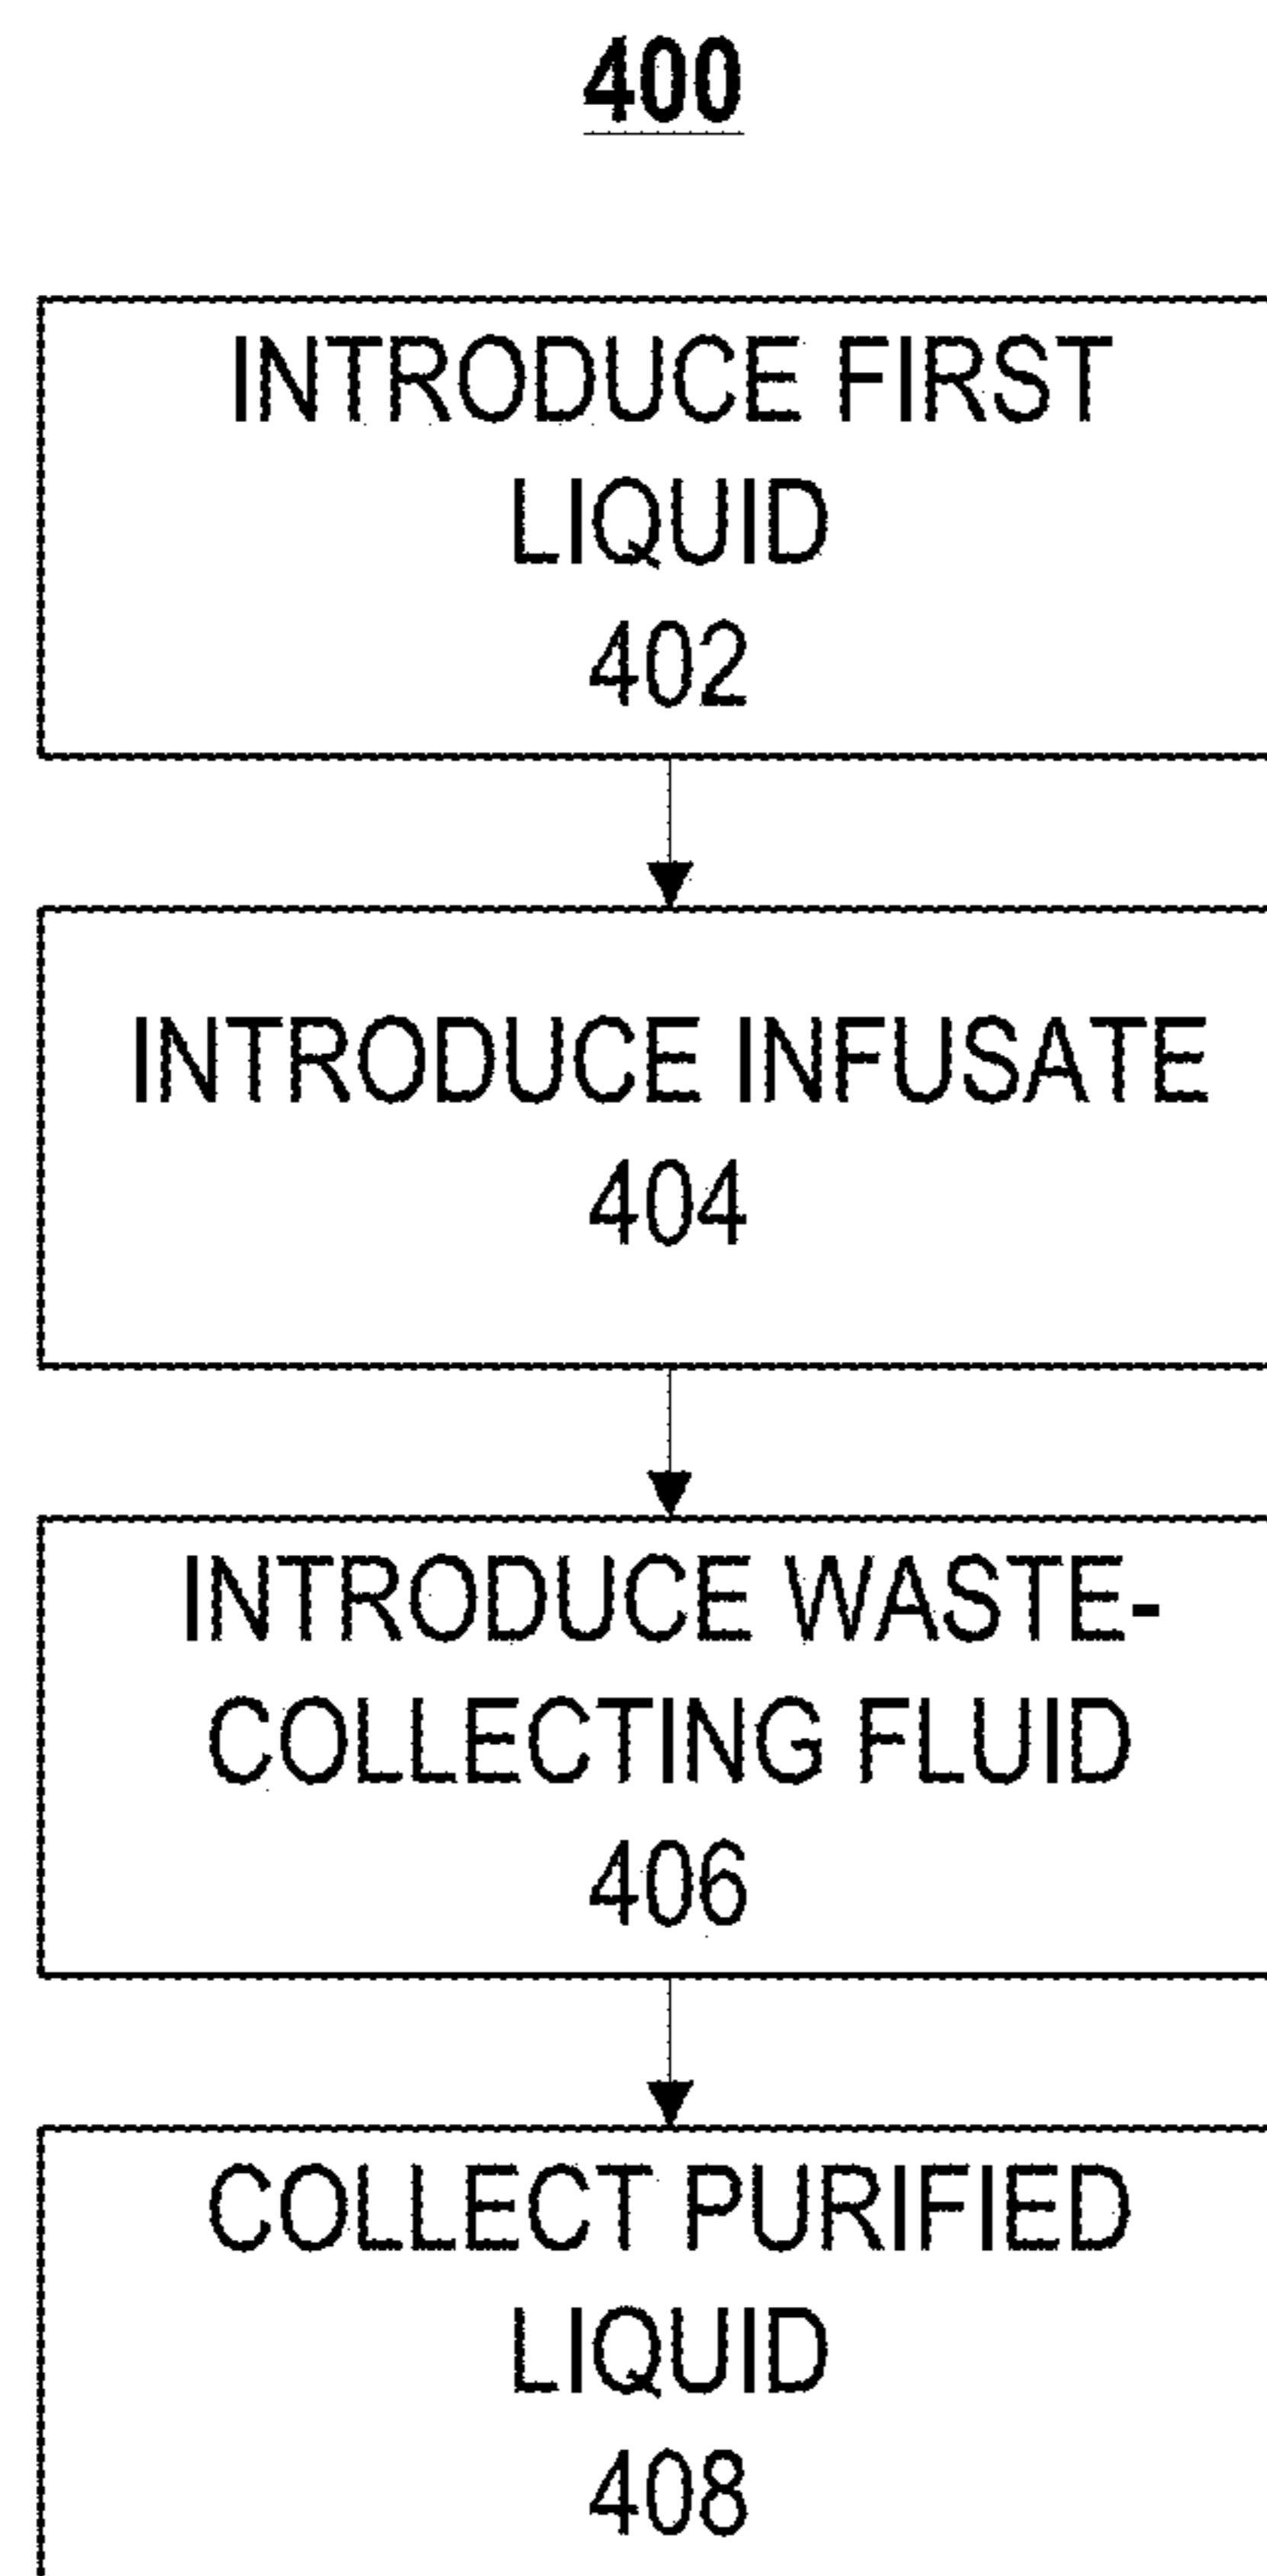 400
INTRODUCE FIRST
LIQUID
402
INTRODUCE INFUSATE
404
INTRODUCE WASTE-
COLLECTING FLUID
406
COLLECT PURIFIED
LIQUID
408